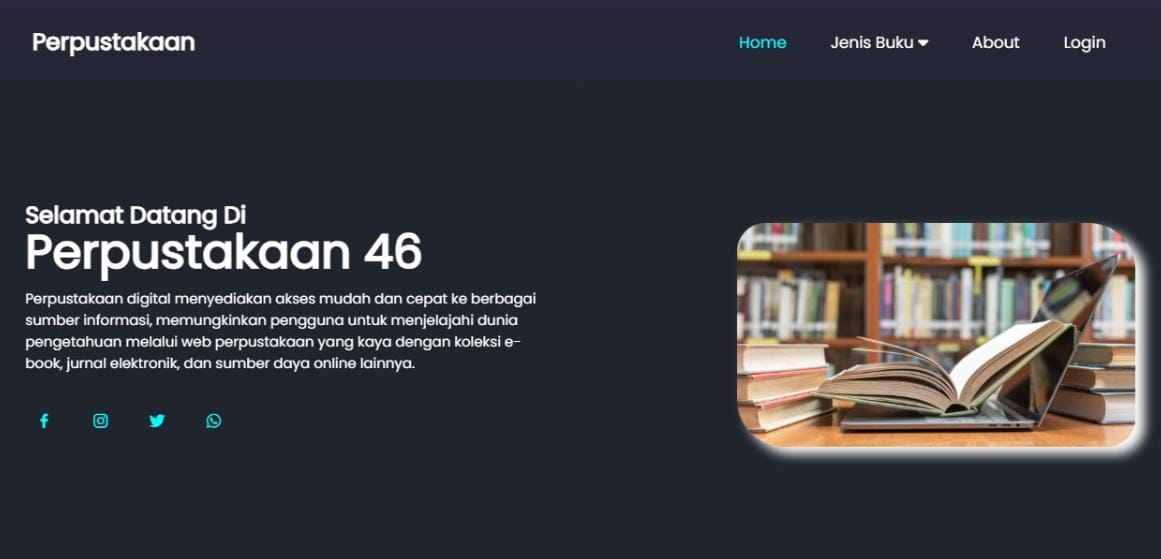 Perpustakaan
Home Jenis Buku About Login
Selamat Datang Di
Perpustakaan 46
Perpustakaan digital menyediakan akses mudah dan cepat ke berbagai
sumber informasi, memungkinkan pengguna untuk menjelajahi dunia
pengetahuan melalui web perpustakaan yang kaya dengan koleksi e-
book, jurnal elektronik, dan sumber daya online lainnya.